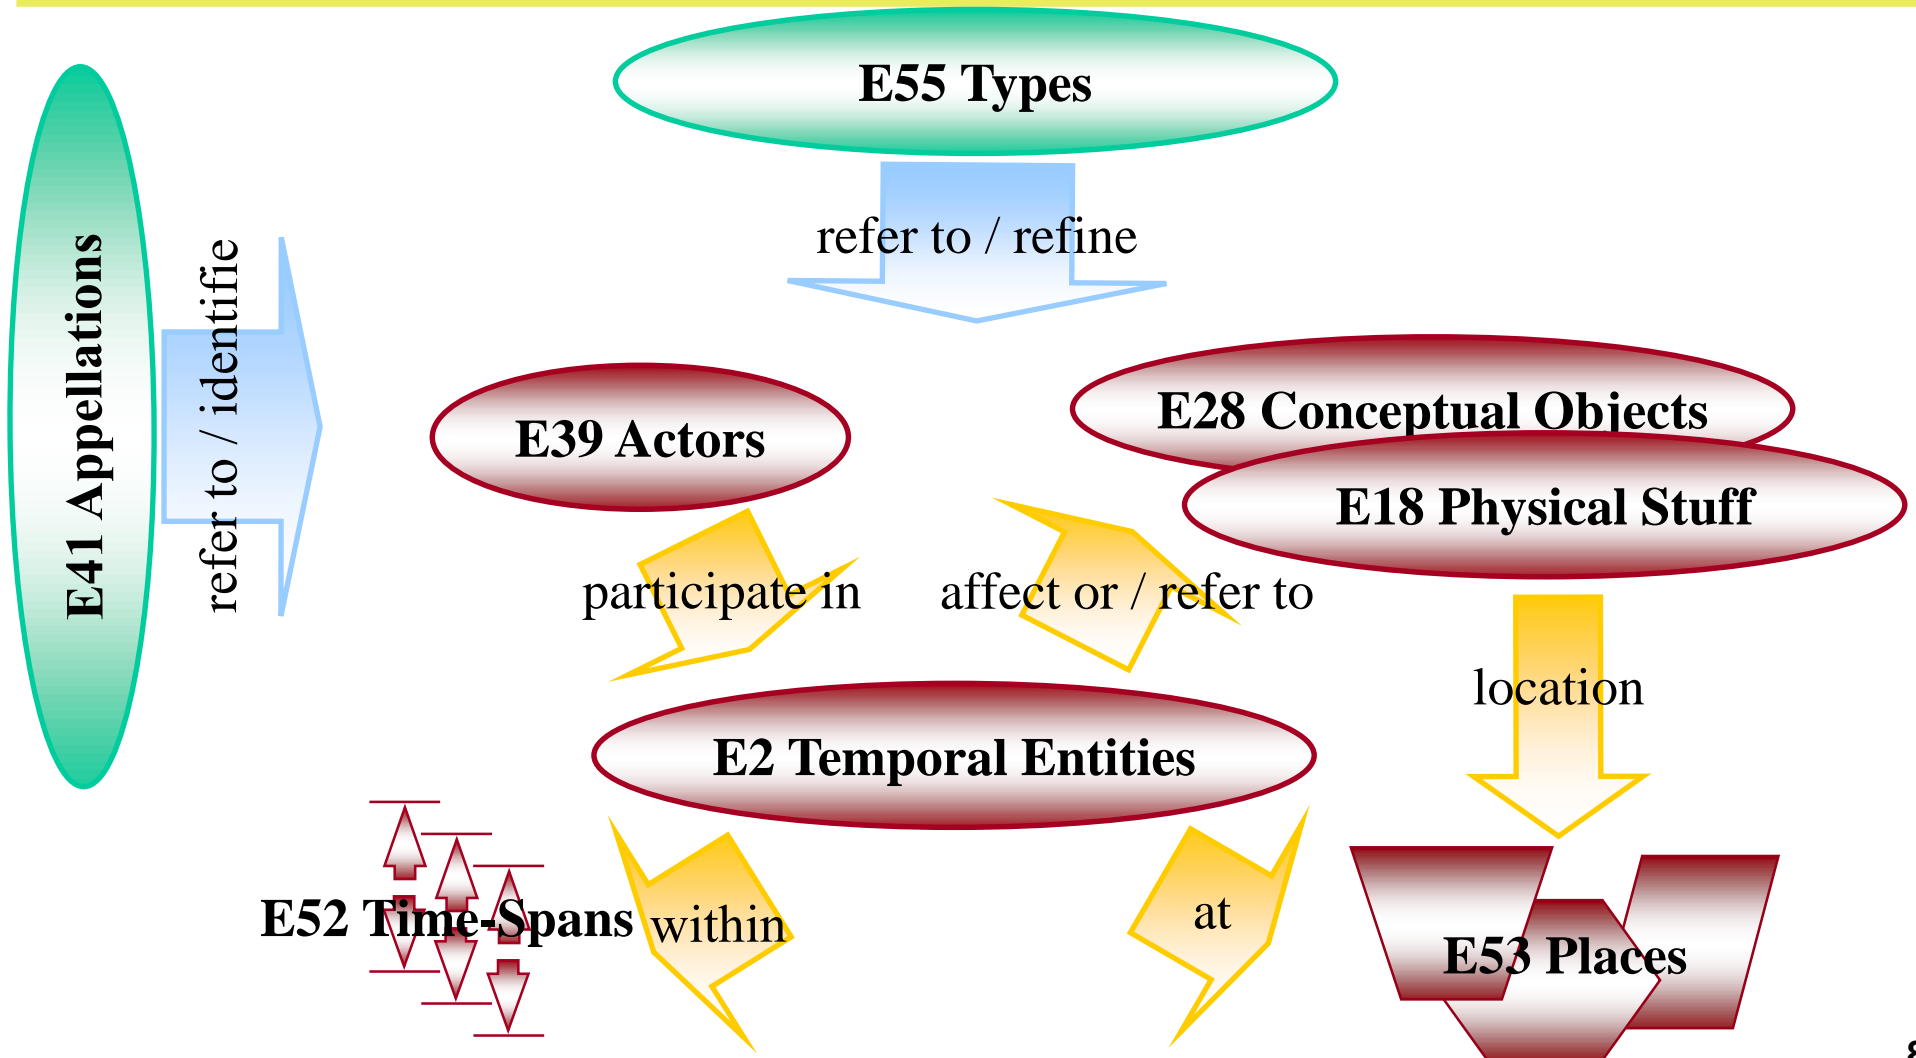 E55 Types
refer to / refine
E41 Appellations
refer to / identifie
E39 Actors
E28 Conceptual Objects
E18 Physical Stuff
participate in
affect or / refer to
location
E2 Temporal Entities
E52 Time-Spans
within
at
E53 Places